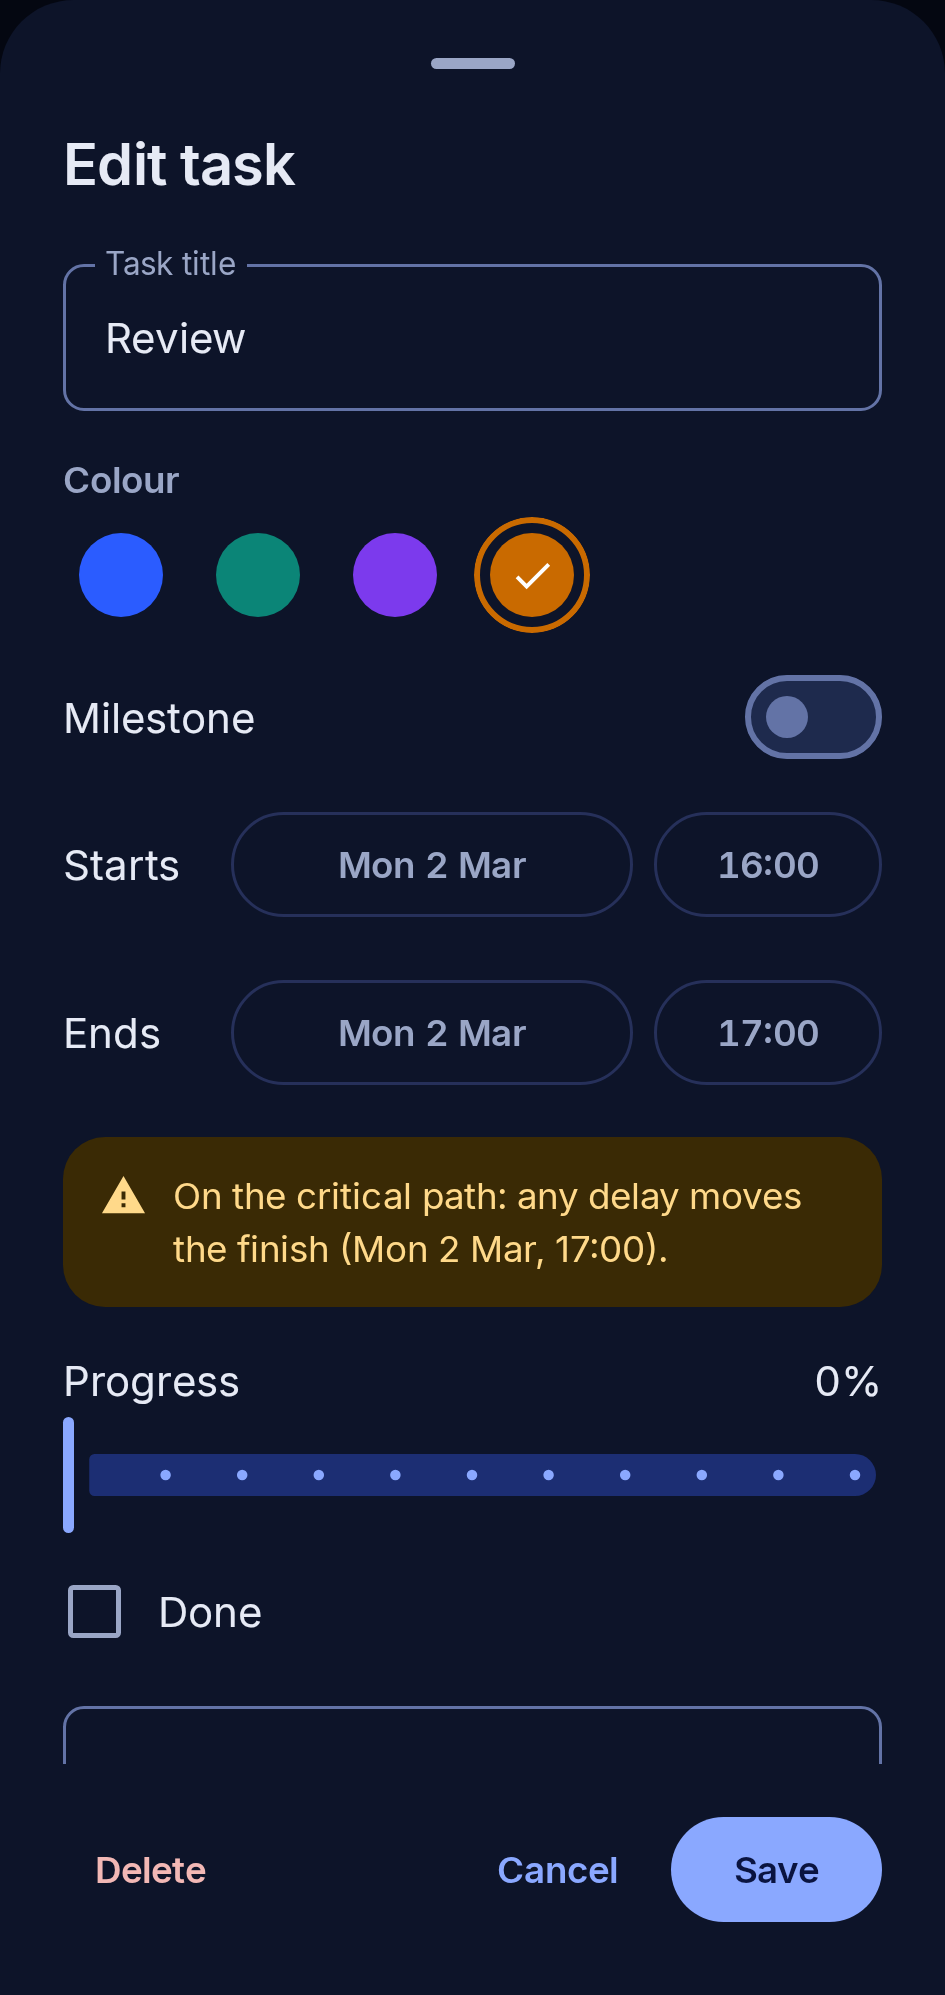 Edit task
Task title
Review
Colour
Milestone
Starts Mon 2 Mar 16:00
Ends Mon 2 Mar 17:00
On the critical path: any delay moves
the finish (Mon 2 Mar, 17:00).
Progress 0%
Done
Delete Cancel Save